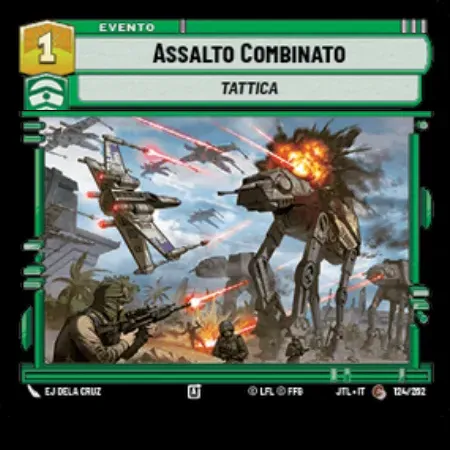 EVENTO
1
ASSALTO COMBINATO
TATTICA
EJ DELA CRUZ
© LFL © FFG
JTL • IT
124/262